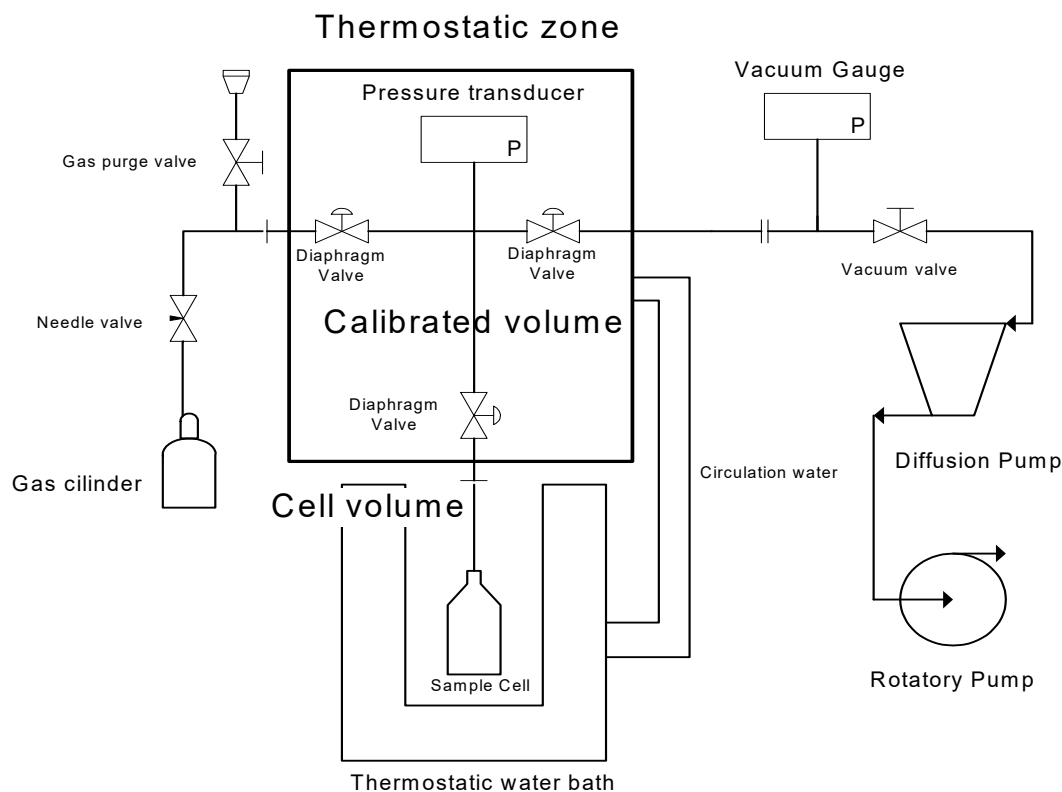 Thermostatic zone
Vacuum Gauge
Pressure transducer
P
P
Gas purge valve
Diaphragm
Valve
Diaphragm
Valve
Vacuum valve
Needle valve
Calibrated volume
Diaphragm
Valve
Gas cilinder
Cell volume
Circulation water
Diffusion Pump
Sample Cell
Rotatory Pump
Thermostatic water bath